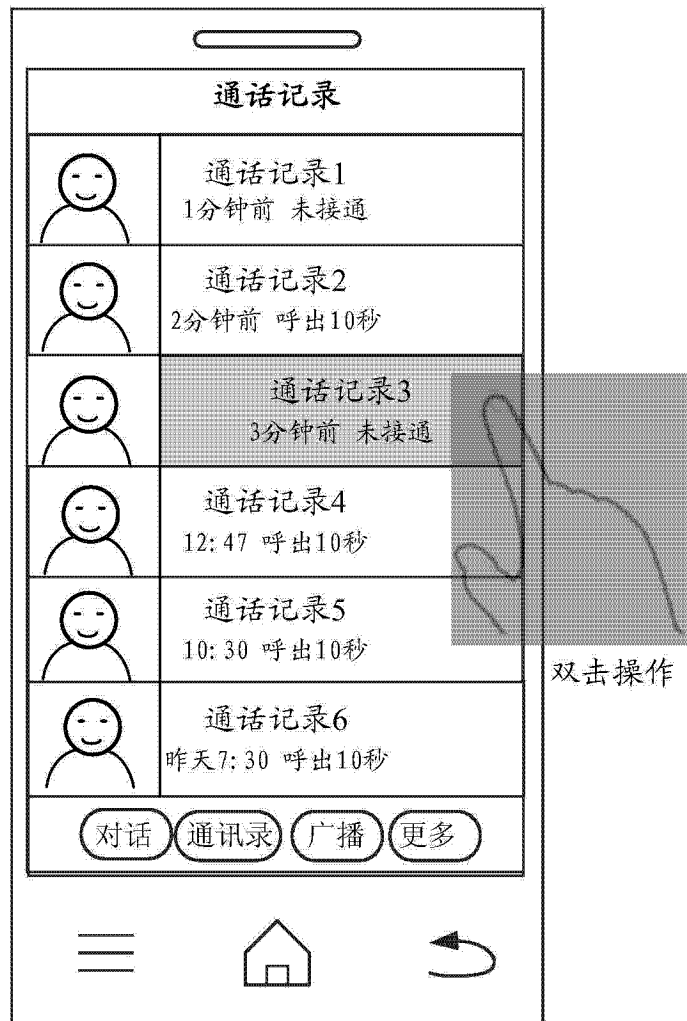 通话记录
通话记录1
1分钟前 未接通
通话记录2
2分钟前 呼出10秒
通话记录3
3分钟前 未接通
通话记录4
12:47 呼出10秒
通话记录5
10:30 呼出10秒
双击操作
通话记录6
昨天7:30 呼出10秒
对话 通讯录 广播 更多